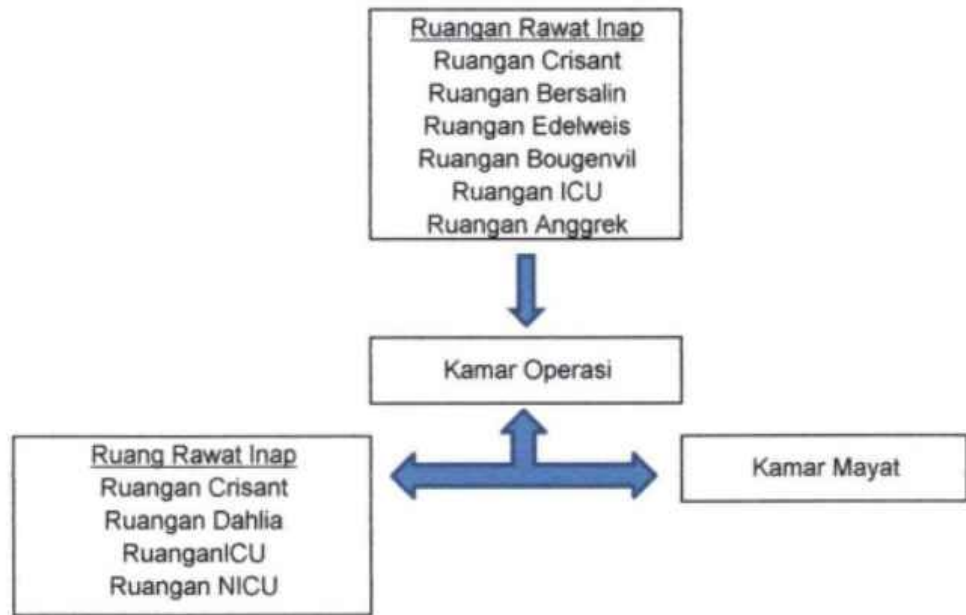 Ruangan Rawat Inap
Ruangan Crisant
Ruangan Bersalin
Ruangan Edelweis
Ruangan Bougenvil
Ruangan ICU
Ruangan Anggrek
Kamar Operasi
Ruang Rawat Inap
Ruangan Crisant
Ruangan Dahlia
RuanganICU
Ruangan NICU
Kamar Mayat